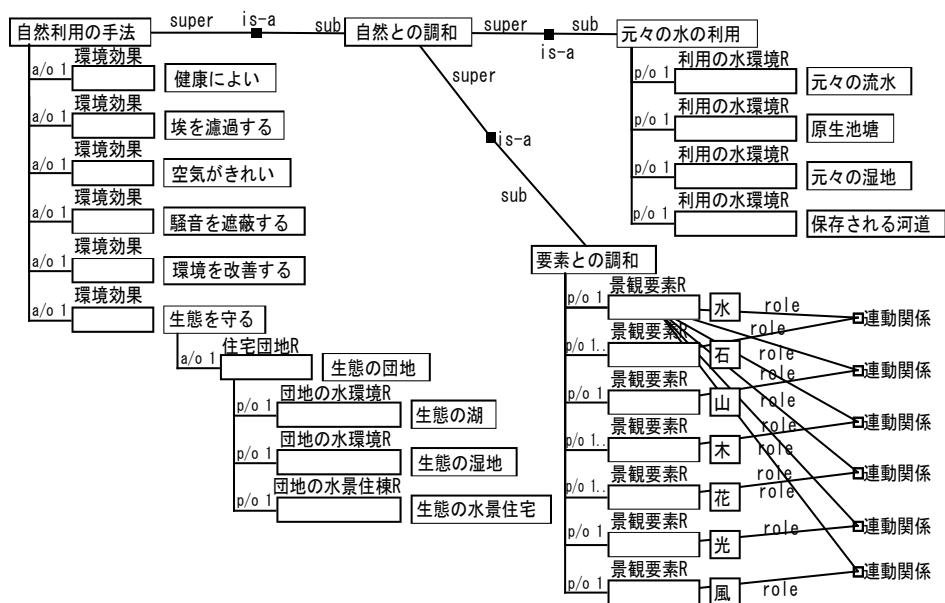 自然利用の手法 super is-a sub 自然との調和 super is-a sub 元々の水の利用
a/o 1 環境効果 健康によい
a/o 1 環境効果 埃を濾過する
a/o 1 環境効果 空気がきれい
a/o 1 環境効果 騒音を遮蔽する
a/o 1 環境効果 環境を改善する
a/o 1 環境効果 生態を守る
a/o 1 住宅団地R 生態の団地
p/o 1 団地の水環境R 生態の湖
p/o 1 団地の水環境R 生態の湿地
p/o 1 団地の水景住棟R 生態の水景住宅
p/o 1 利用の水環境R 元々の流水
p/o 1 利用の水環境R 原生池塘
p/o 1 利用の水環境R 元々の湿地
p/o 1 利用の水環境R 保存される河道
super
is-a
sub
要素との調和
p/o 1 景観要素R 水 role 連動関係
p/o 1.. 景観要素R 石 role
role 連動関係
p/o 1 景観要素R 山 role
role 連動関係
p/o 1.. 景観要素R 木 role
role 連動関係
p/o 1.. 景観要素R 花 role
role 連動関係
p/o 1 景観要素R 光 role 連動関係
p/o 1 景観要素R 風 role